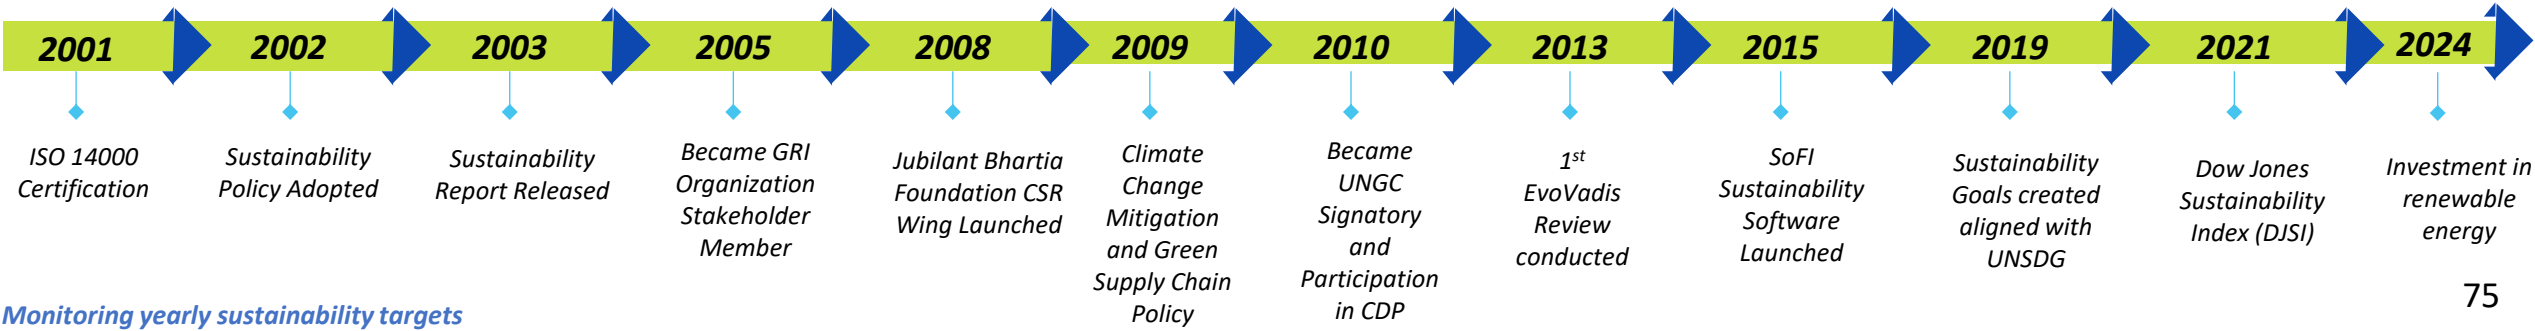 2001
2002
2003
2005
2008
2009
2010
2013
2015
2019
2021
2024
ISO 14000
Certification
Sustainability
Policy Adopted
Sustainability
Report Released
Became GRI
Organization
Stakeholder
Member
Jubilant Bhartia
Foundation CSR
Wing Launched
Climate
Change
Mitigation
and Green
Supply Chain
Policy
Became
UNGC
Signatory
and
Participation
in CDP
1st
EvoVadis
Review
conducted
SoFI
Sustainability
Software
Launched
Sustainability
Goals created
aligned with
UNSDG
Dow Jones
Sustainability
Index (DJSI)
Investment in
renewable
energy
75
Monitoring yearly sustainability targets